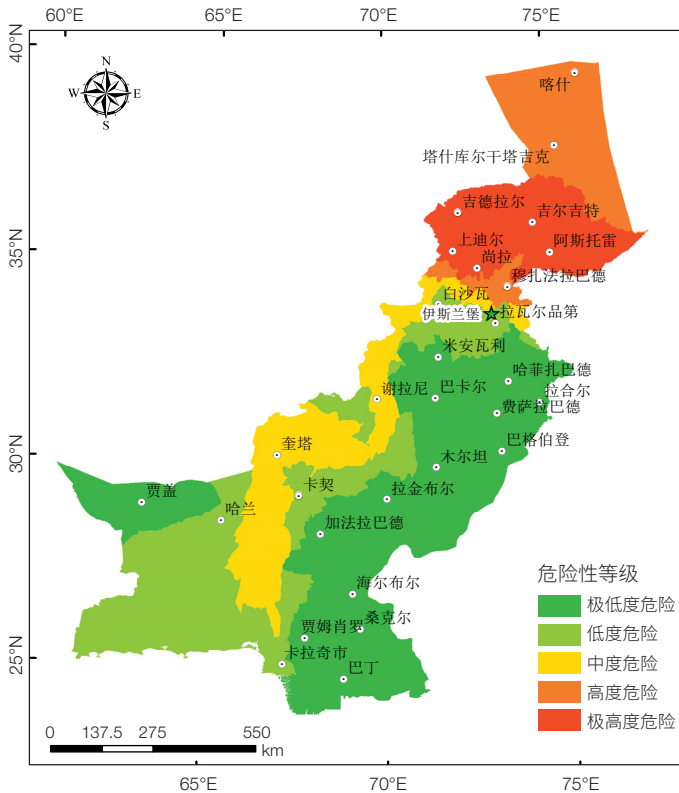 60°E 65°E 70°E 75°E
40°N
35°N
30°N
25°N
N
W E
S
喀什
塔什库尔干塔吉克
吉德拉尔
吉尔吉特
上迪尔
阿斯托雷
尚拉
穆扎法拉巴德
白沙瓦
伊斯兰堡
拉瓦尔品第
米安瓦利
哈菲扎巴德
谢拉尼
巴卡尔
拉合尔
费萨拉巴德
巴格伯登
奎塔
木尔坦
贾盖
卡契
拉金布尔
哈兰
加法拉巴德
海尔布尔
桑克尔
贾姆肖罗
卡拉奇市
巴丁
危险性等级
极低度危险
低度危险
中度危险
高度危险
极高度危险
0 137.5 275 550
km
65°E 70°E 75°E